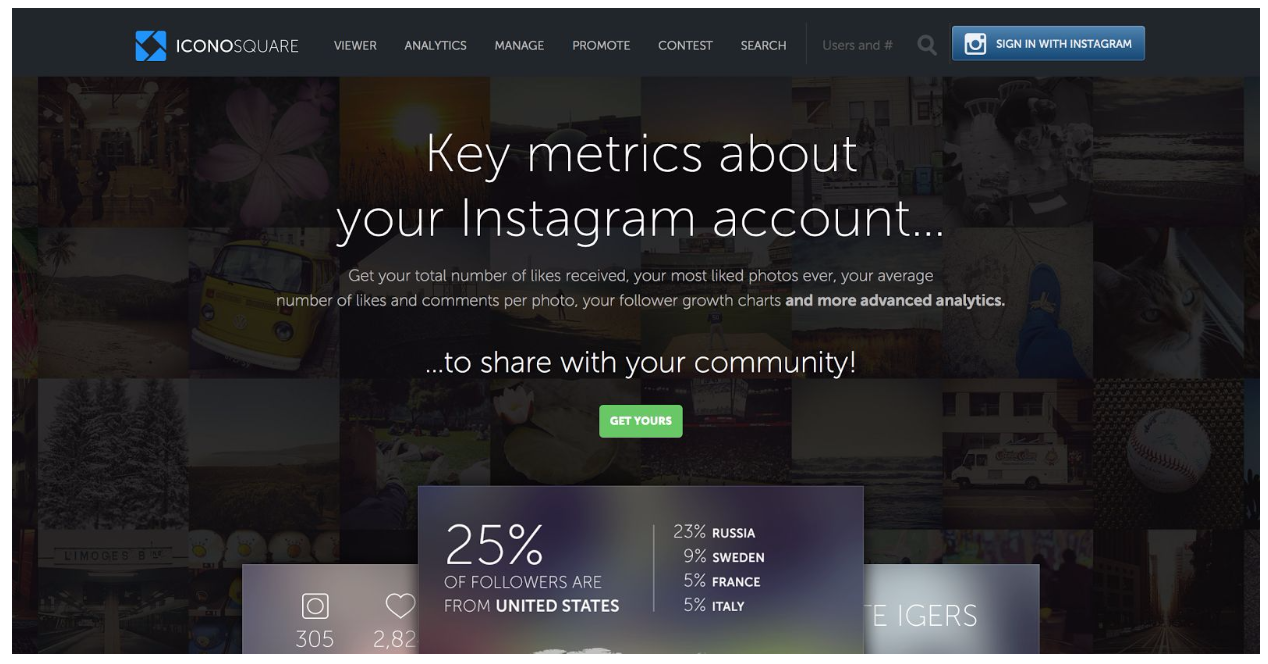 ICONOSQUARE
VIEWER
ANALYTICS
MANAGE
PROMOTE
CONTEST
SEARCH
Users and #
SIGN IN WITH INSTAGRAM
Key metrics about
your Instagram account...
Get your total number of likes received, your most liked photos ever, your average
number of likes and comments per photo, your follower growth charts and more advanced analytics.
...to share with your community!
GET YOURS
LIMOGES
25%
OF FOLLOWERS ARE
FROM UNITED STATES
23% RUSSIA
9% SWEDEN
5% FRANCE
5% ITALY
305
2,82
E IGERS